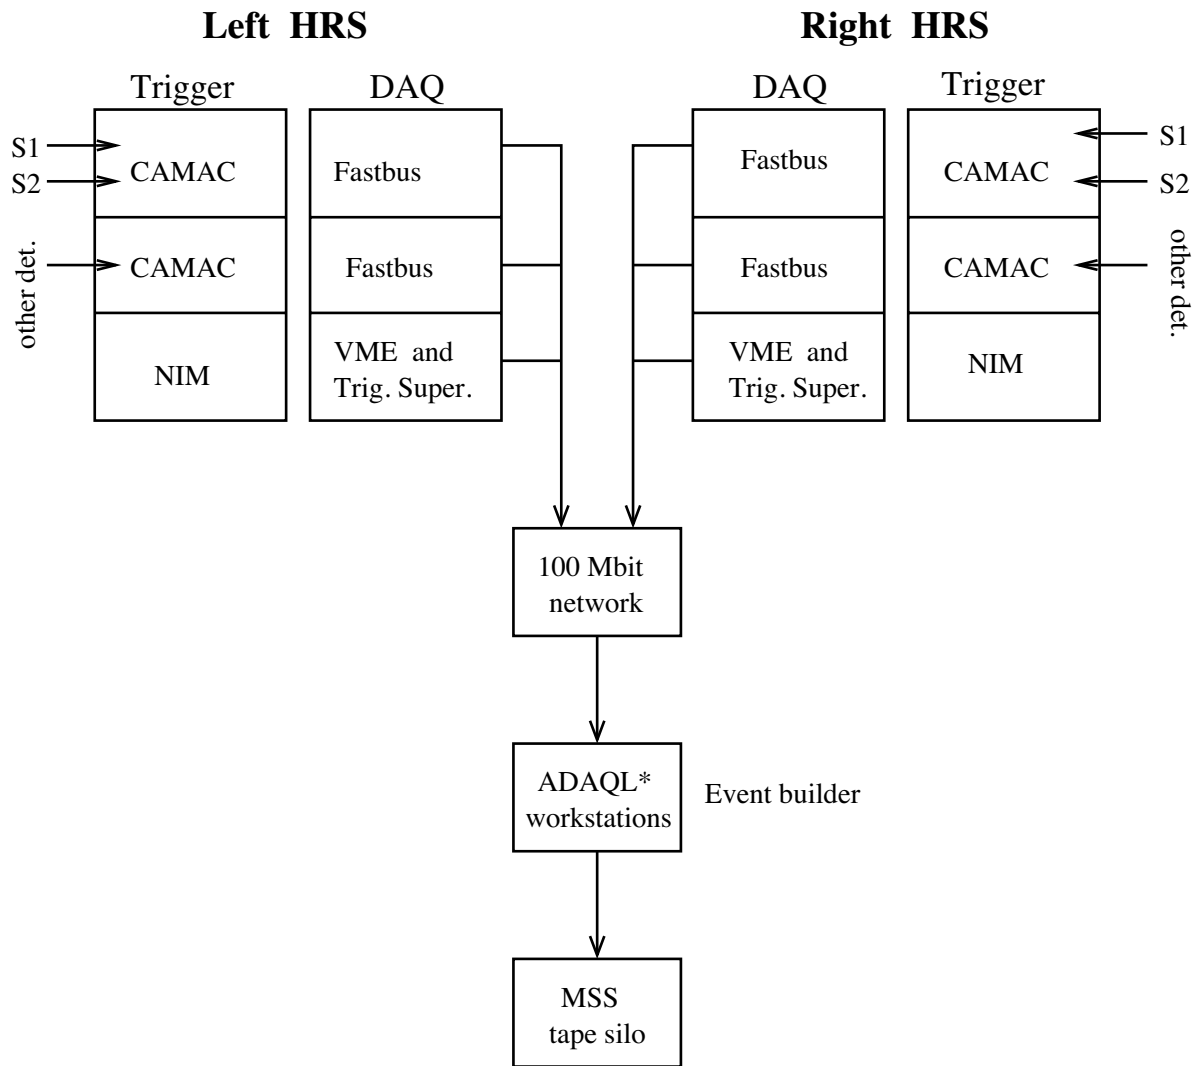 Left HRS
Right HRS
Trigger
DAQ
DAQ
Trigger
S1
S2
CAMAC
Fastbus
Fastbus
CAMAC
S1
S2
other det.
CAMAC
Fastbus
Fastbus
CAMAC
other det.
NIM
VME and
Trig. Super.
VME and
Trig. Super.
NIM
100 Mbit
network
ADAQL*
workstations
Event builder
MSS
tape silo